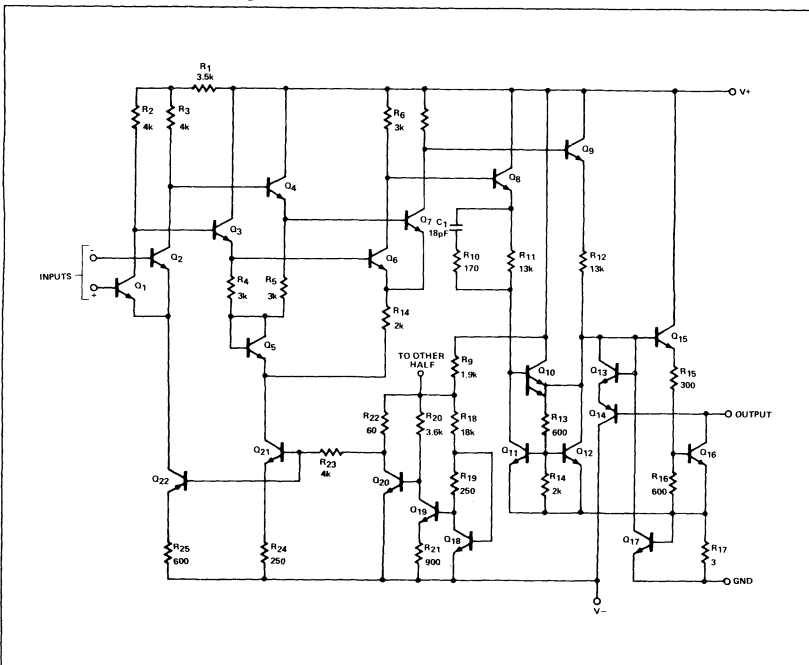 R1
3.5k
V+
R2
4k
R3
4k
R6
3k
Q9
Q8
Q4
Q7
C1
18pF
Q3
R10
170
R11
13k
R12
13k
-
INPUTS
+
Q2
Q6
Q1
R4
3k
R5
3k
R14
2k
Q15
Q5
TO OTHER
HALF
R9
1.9k
Q10
Q13
R15
300
Q14
OUTPUT
R22
60
R20
3.6k
R18
18k
R13
600
Q21
R23
4k
Q11
Q12
Q16
Q22
Q20
R19
250
R14
2k
R16
600
Q19
Q18
Q17
R25
600
R24
250
R21
900
R17
3
GND
V-